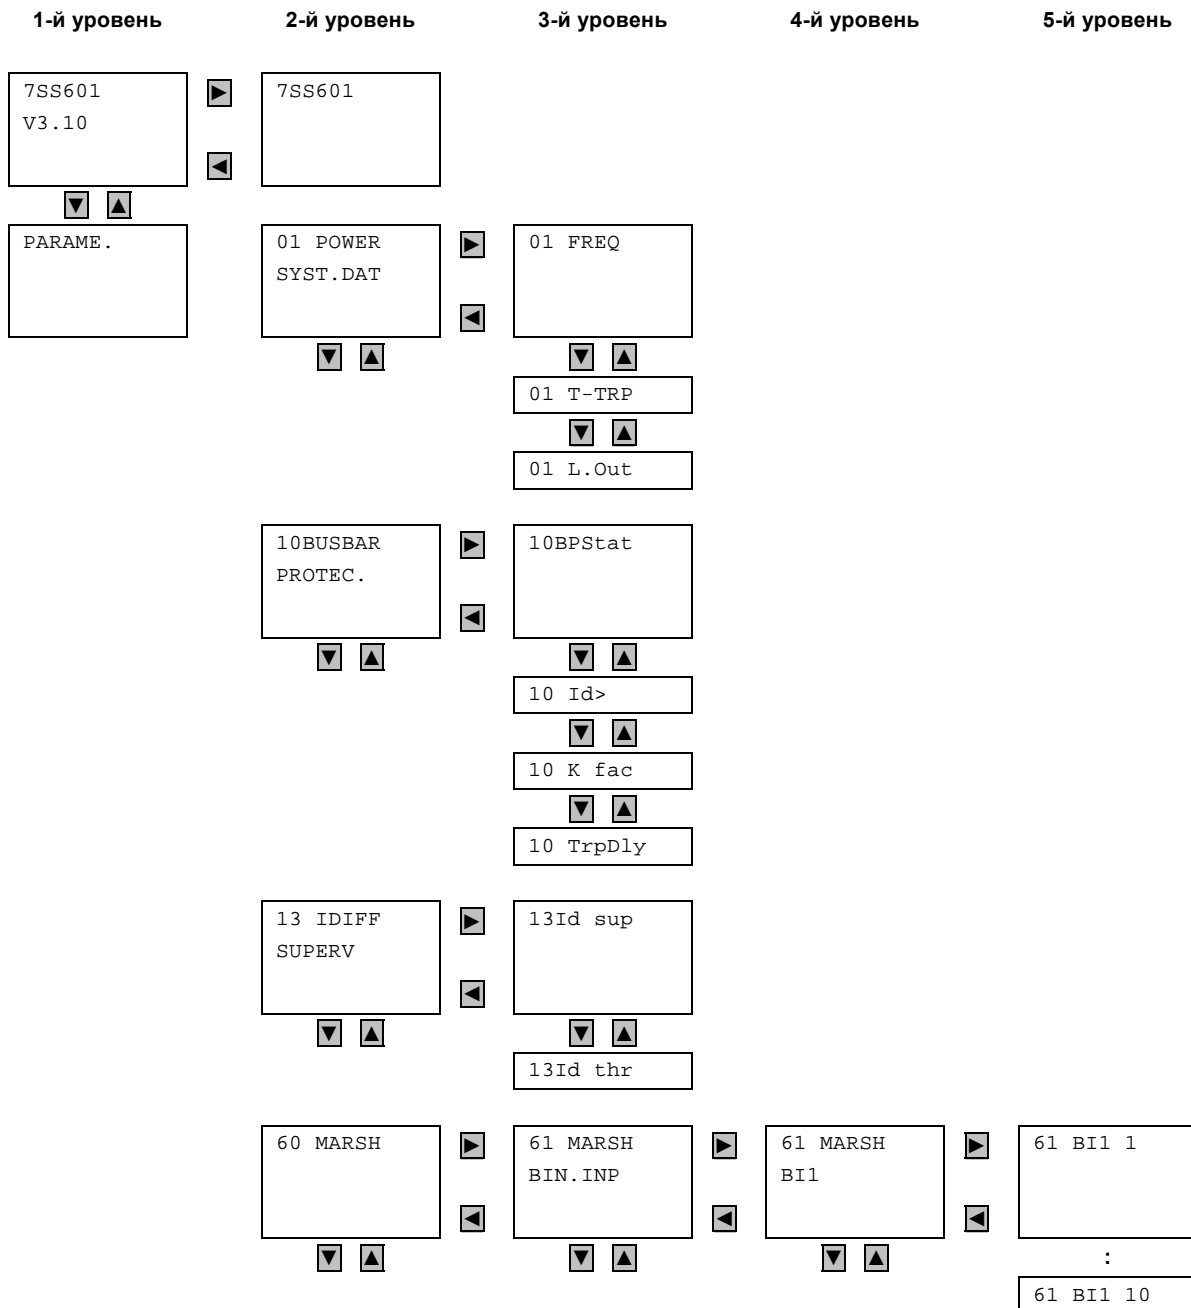 1-й уровень 2-й уровень 3-й уровень 4-й уровень 5-й уровень
7SS601 7SS601
V3.10
PARAME. 01 POWER 01 FREQ
SYST.DAT
01 T-TRP
01 L.Out
10BUSBAR 10BPStat
PROTEC.
10 Id>
10 K fac
10 TrpDly
13 IDIFF 13Id sup
SUPERV
13Id thr
60 MARSH 61 MARSH 61 MARSH 61 BI1 1
BIN.INP BI1
:
61 BI1 10